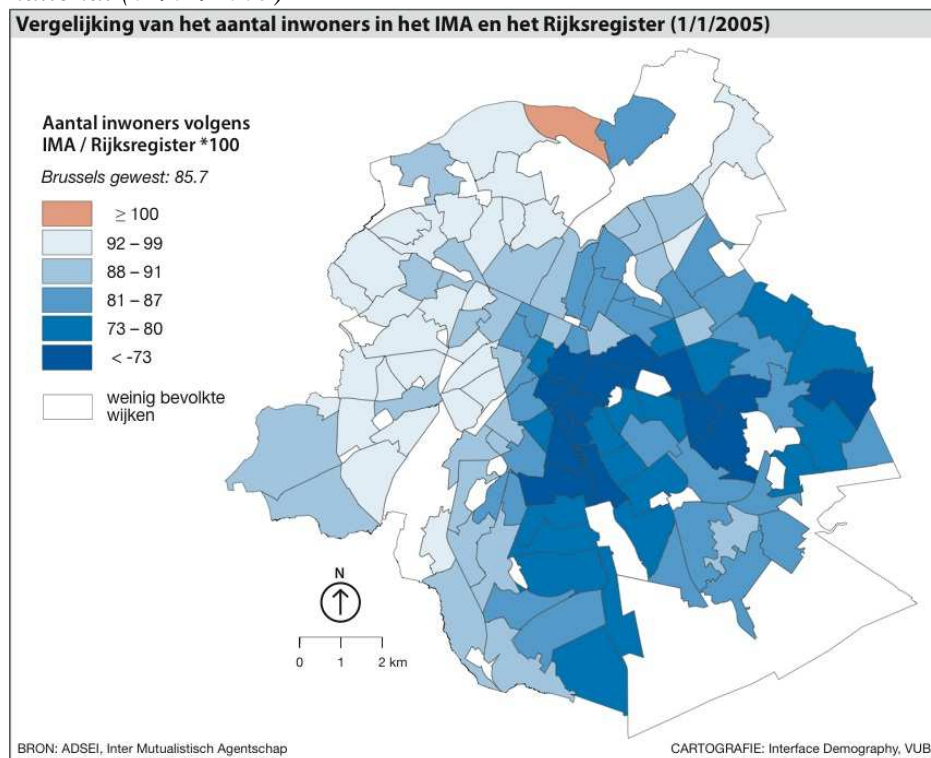 Vergelijking van het aantal inwoners in het IMA en het Rijksregister (1/1/2005)
Aantal inwoners volgens
IMA / Rijksregister *100
Brussels gewest: 85.7
≥ 100
92 – 99
88 – 91
81 – 87
73 – 80
< -73
weinig bevolkte
wijken
N
0 1 2 km
BRON: ADSEI, Inter Mutualistisch Agentschap
CARTOGRAFIE: Interface Demography, VUB